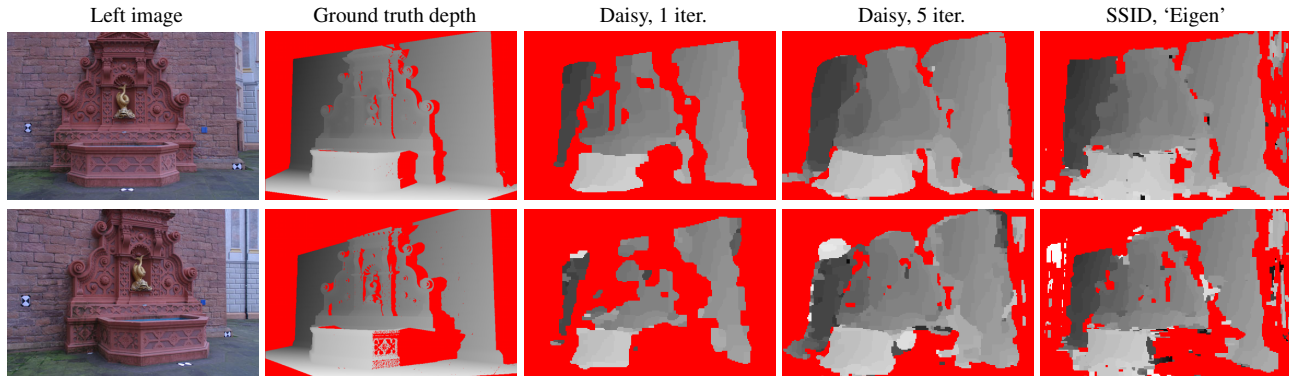 Left image
Ground truth depth
Daisy, 1 iter.
Daisy, 5 iter.
SSID, ‘Eigen’